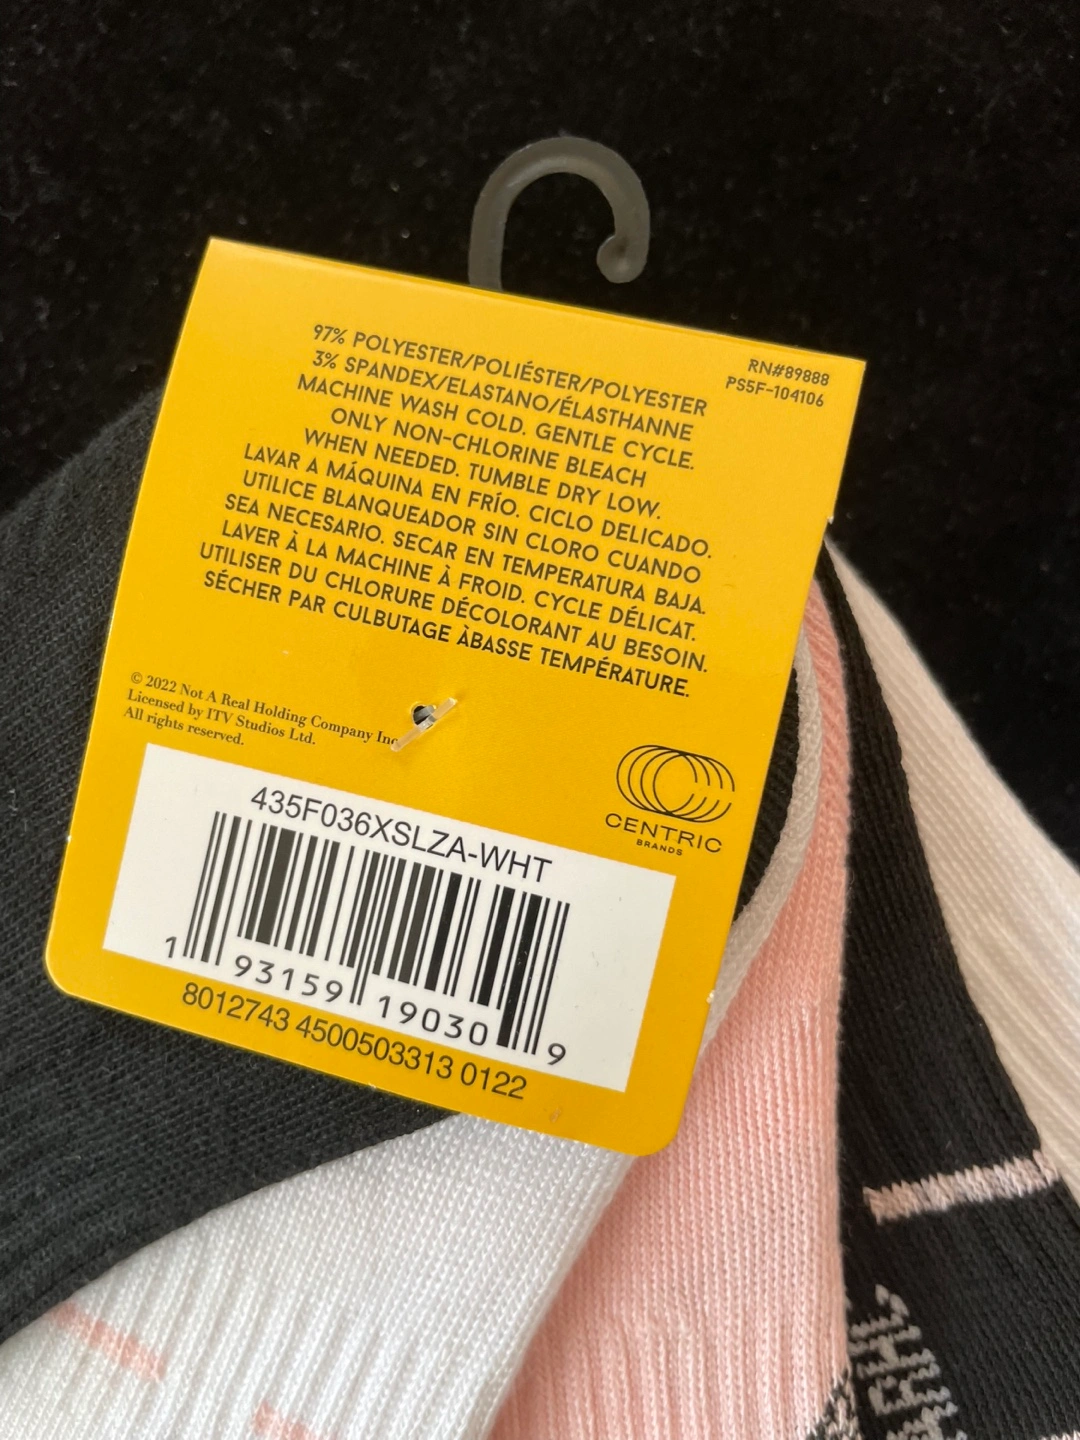 97% POLYESTER/POLIÉSTER/POLYESTER
3% SPANDEX/ELASTANO/ÉLASTHANNE
MACHINE WASH COLD. GENTLE CYCLE.
ONLY NON-CHLORINE BLEACH
WHEN NEEDED. TUMBLE DRY LOW.
LAVAR A MÁQUINA EN FRÍO. CICLO DELICADO.
UTILICE BLANQUEADOR SIN CLORO CUANDO
SEA NECESARIO. SECAR EN TEMPERATURA BAJA.
LAVER À LA MACHINE À FROID. CYCLE DÉLICAT.
UTILISER DU CHLORURE DÉCOLORANT AU BESOIN.
SÉCHER PAR CULBUTAGE ÀBASSE TEMPÉRATURE.
RN#89888
PS5F-104106
© 2022 Not A Real Holding Company Inc
Licensed by ITV Studios Ltd.
All rights reserved.
CENTRIC
BRANDS
435F036XSLZA-WHT
1 93159 19030 9
8012743 4500503313 0122